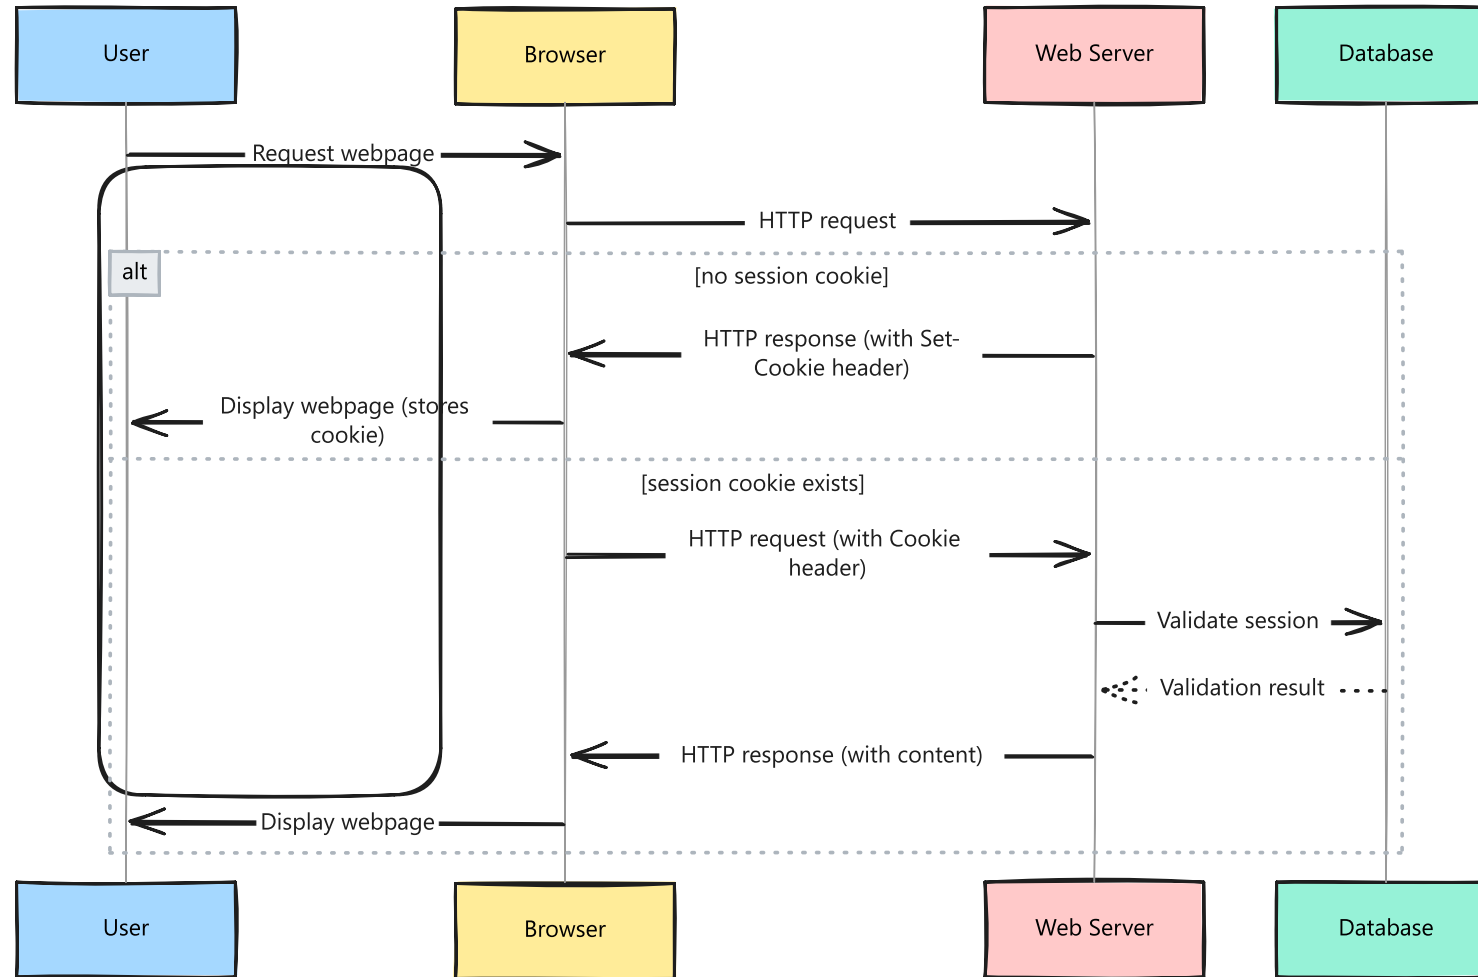 User
Browser
Web Server
Database
Request webpage
HTTP request
alt
[no session cookie]
HTTP response (with Set-
Cookie header)
Display webpage (stores
cookie)
[session cookie exists]
HTTP request (with Cookie
header)
Validate session
Validation result
HTTP response (with content)
Display webpage
User
Browser
Web Server
Database